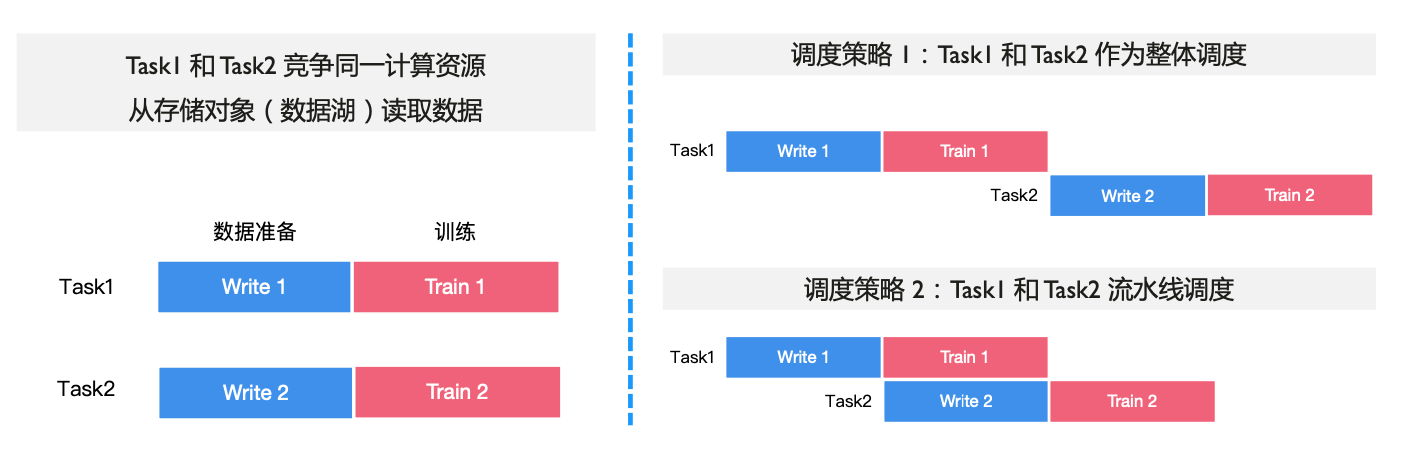 Task1 和 Task2 竞争同一计算资源
从存储对象（数据湖）读取数据
数据准备 训练
Task1 Write 1 Train 1
Task2 Write 2 Train 2
调度策略 1：Task1 和 Task2 作为整体调度
Task1 Write 1 Train 1
Task2 Write 2 Train 2
调度策略 2：Task1 和 Task2 流水线调度
Task1 Write 1 Train 1
Task2 Write 2 Train 2